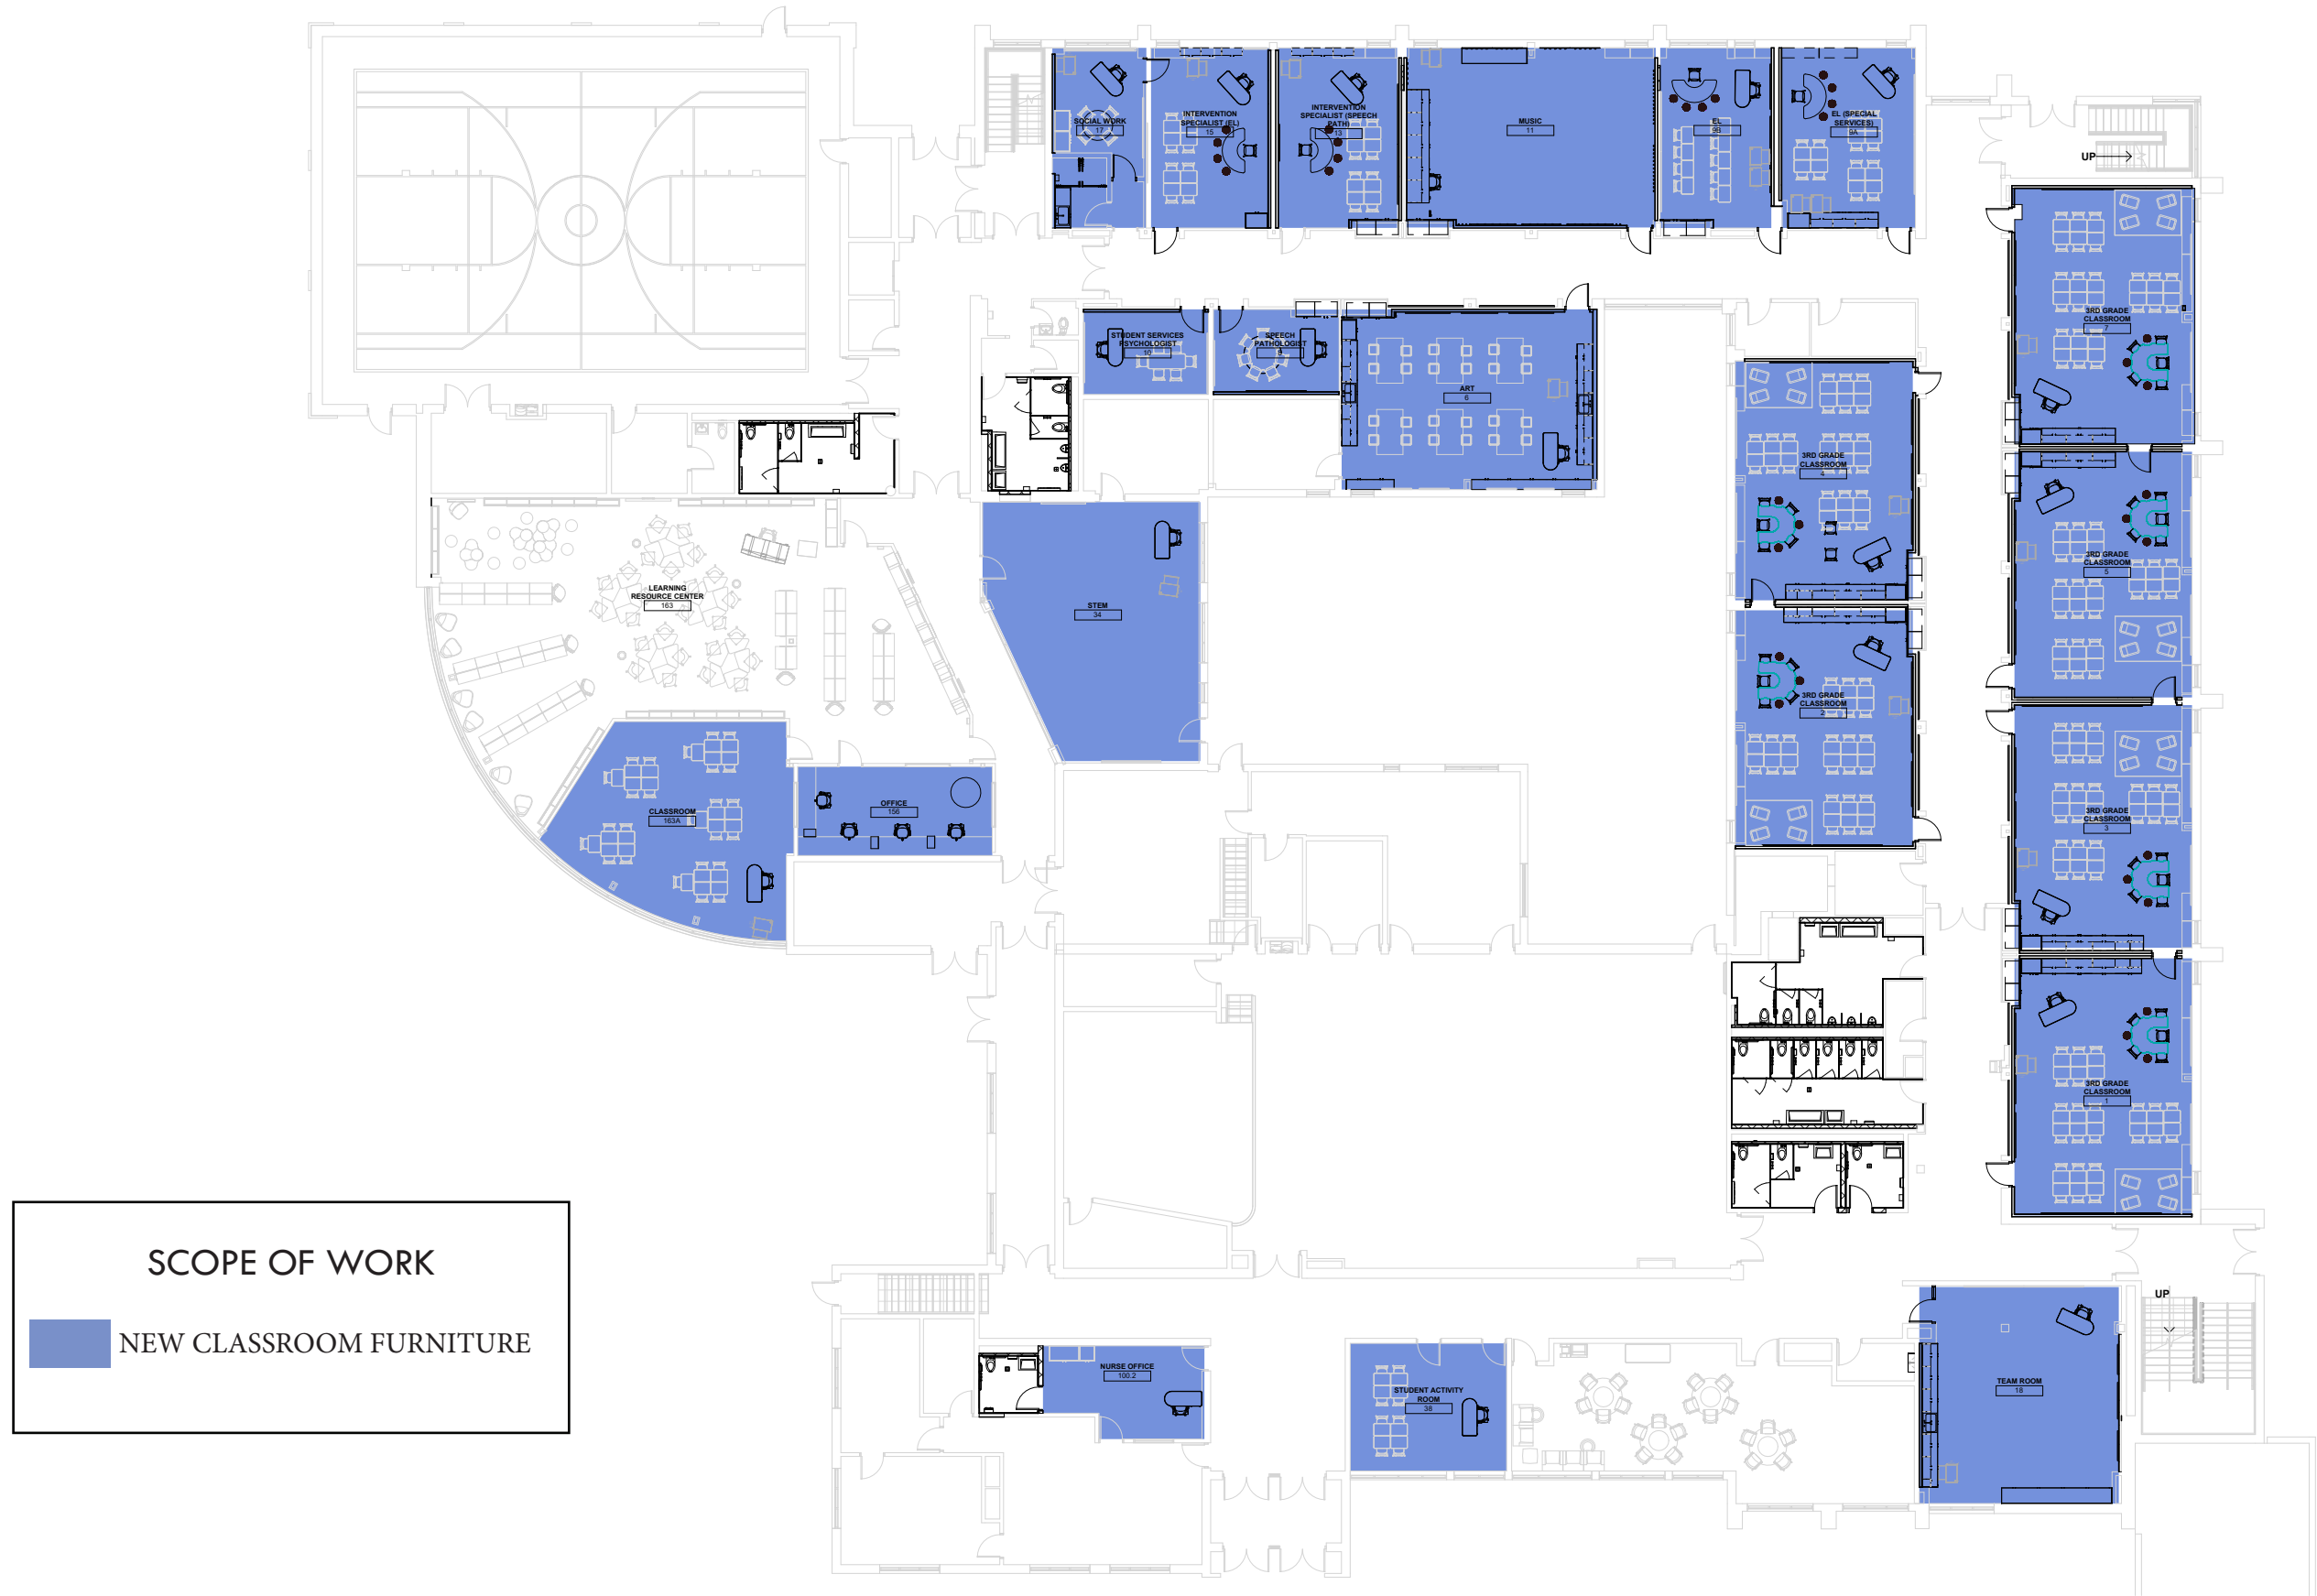 SOCIAL WORK
17
INTERVENTION
SPECIALIST (EL)
15
INTERVENTION
SPECIALIST (SPEECH
PATH)
13
MUSIC
11
EL
9B
EL (SPECIAL
SERVICES)
9A
UP
3RD GRADE
CLASSROOM
7
STUDENT SERVICES
PSYCHOLOGIST
10
SPEECH
PATHOLOGIST
ART
6
3RD GRADE
CLASSROOM
4
3RD GRADE
CLASSROOM
5
LEARNING
RESOURCE CENTER
163
STEM
34
3RD GRADE
CLASSROOM
2
OFFICE
156
CLASSROOM
163A
3RD GRADE
CLASSROOM
3
3RD GRADE
CLASSROOM
1
SCOPE OF WORK
NEW CLASSROOM FURNITURE
UP
NURSE OFFICE
100.2
STUDENT ACTIVITY
ROOM
38
TEAM ROOM
18